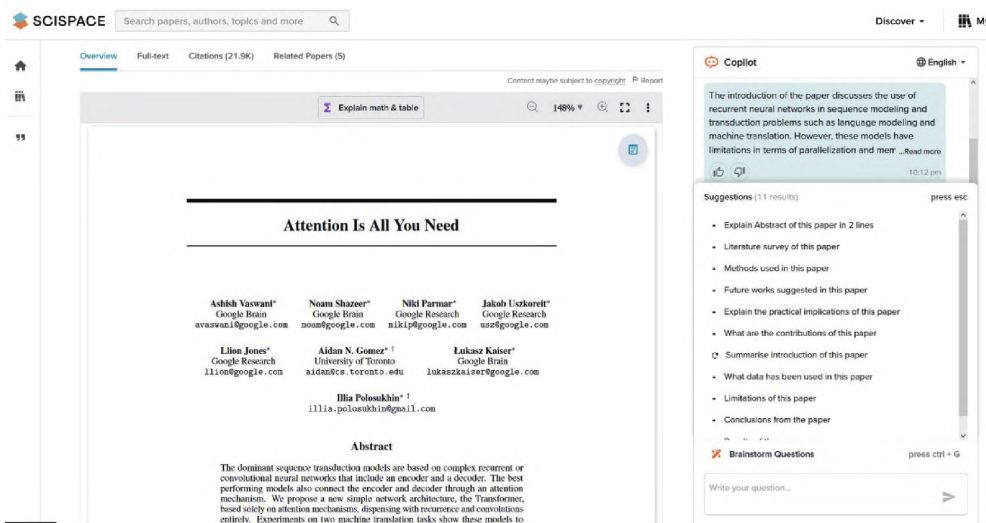 SCISPACE
Search papers, authors, topics and more
Discover
Overview Full-text Citations (21.9K) Related Papers (5)
Content maybe subject to copyright Report
Explain math & table
148%
Attention Is All You Need
Ashish Vaswani* Noam Shazeer* Niki Parmar* Jakob Uszkoreit*
Google Brain Google Brain Google Research Google Research
avaswani@google.com noam@google.com nikip@google.com usz@google.com
Llion Jones* Aidan N. Gomez* † Łukasz Kaiser*
Google Research University of Toronto Google Brain
llion@google.com aidan@cs.toronto.edu lukaszkaiser@google.com
Illia Polosukhin* ‡
illia.polosukhin@gmail.com
Abstract
The dominant sequence transduction models are based on complex recurrent or
convolutional neural networks that include an encoder and a decoder. The best
performing models also connect the encoder and decoder through an attention
mechanism. We propose a new simple network architecture, the Transformer,
based solely on attention mechanisms, dispensing with recurrence and convolutions
entirely. Experiments on two machine translation tasks show these models to
Copilot
English
The introduction of the paper discusses the use of
recurrent neural networks in sequence modeling and
transduction problems such as language modeling and
machine translation. However, these models have
limitations in terms of parallelization and mem ...Read more
10:12 pm
Suggestions (11 results) press esc
• Explain Abstract of this paper in 2 lines
• Literature survey of this paper
• Methods used in this paper
• Future works suggested in this paper
• Explain the practical implications of this paper
• What are the contributions of this paper
Summarise introduction of this paper
• What data has been used in this paper
• Limitations of this paper
• Conclusions from the paper
Brainstorm Questions press ctrl + G
Write your question...